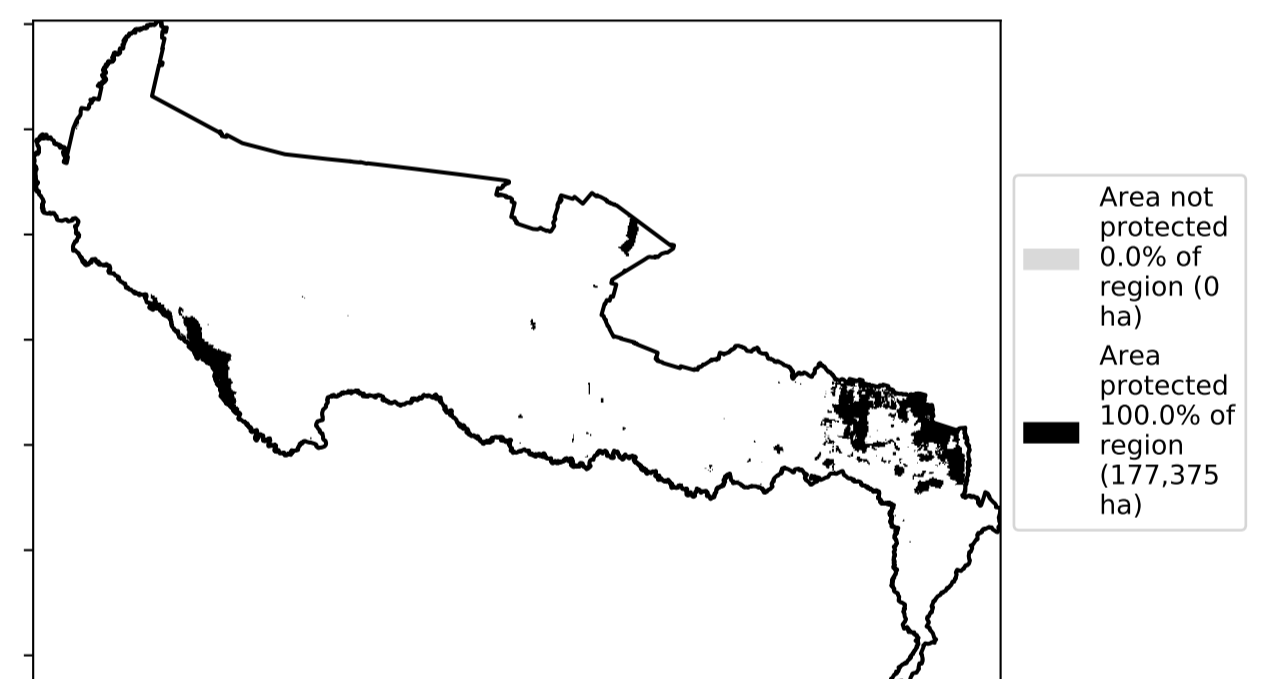 Area not
protected
0.0% of
region (0
ha)
Area
protected
100.0% of
region
(177,375
ha)